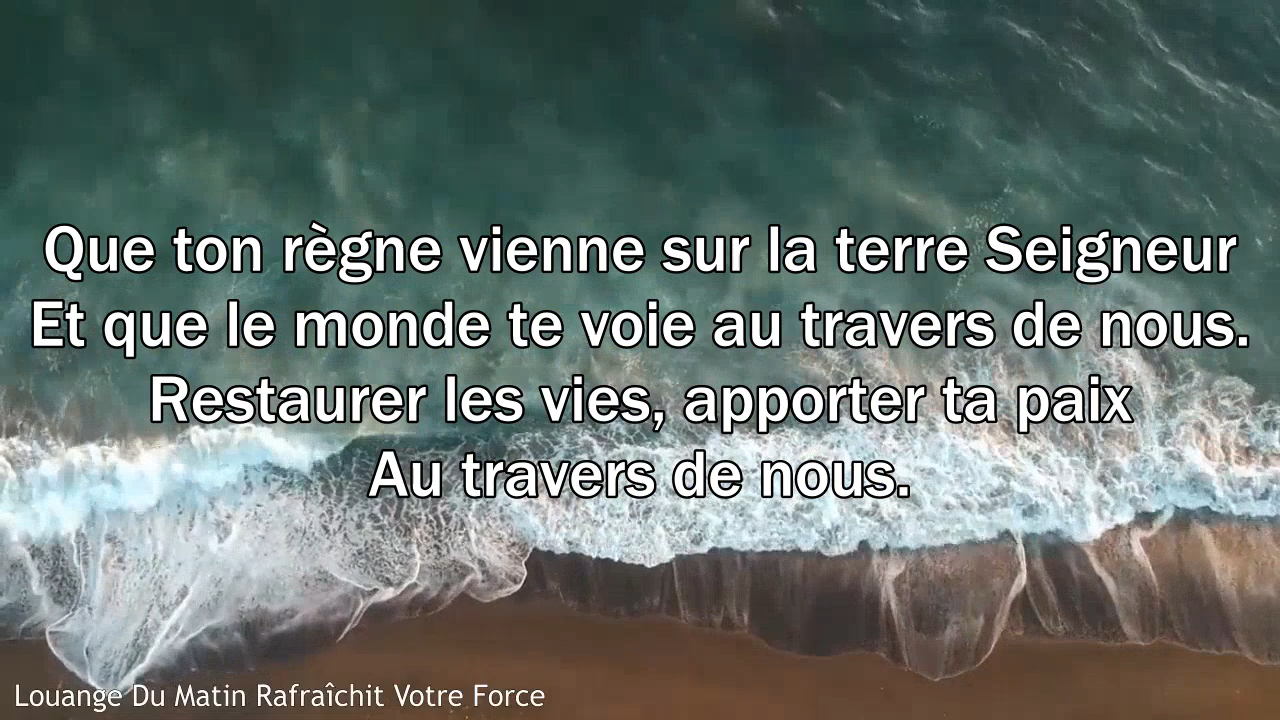 Que ton règne vienne sur la terre Seigneur
Et que le monde te voie au travers de nous.
Restaurer les vies, apporter ta paix
Au travers de nous.
Louange Du Matin Rafraîchit Votre Force